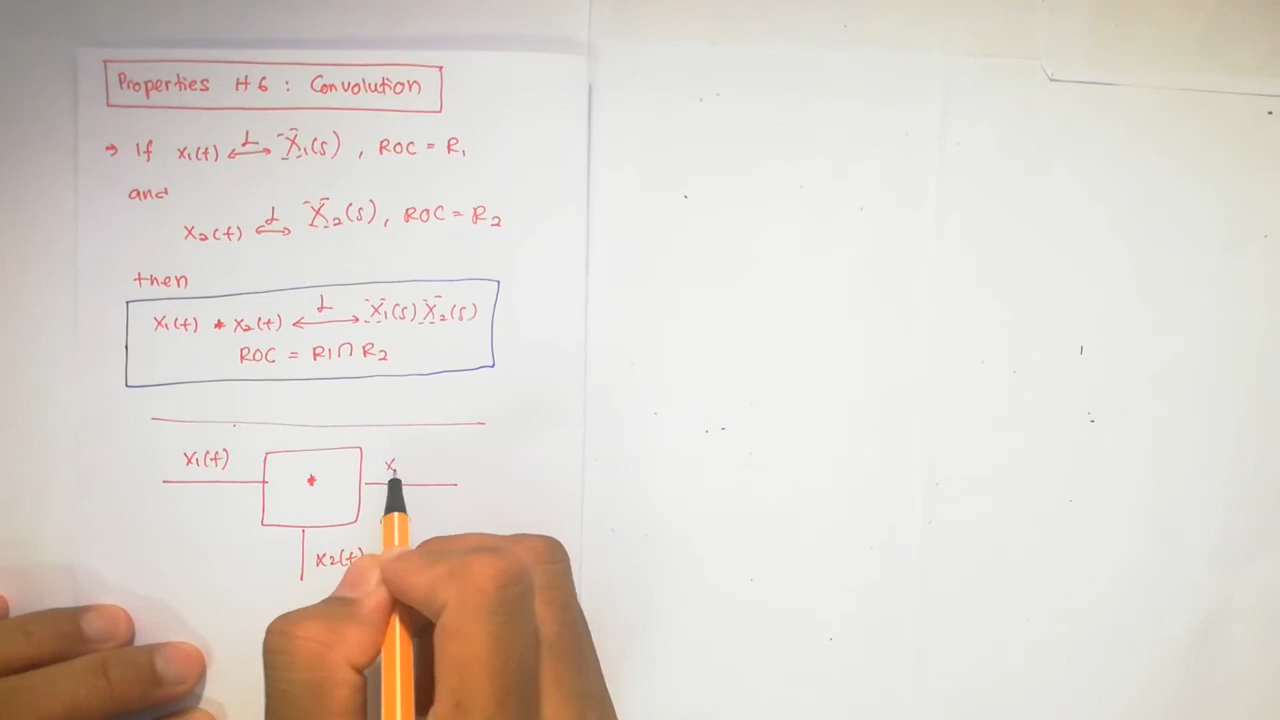 Properties # 6 : Convolution
→ If x₁(t) ⟷ X₁(s) , ROC = R₁
L
and
x₂(t) ⟷ X₂(s), ROC = R₂
L
then
x₁(t) * x₂(t) ⟷ X₁(s) X₂(s)
L
ROC = R1 ∩ R₂
x₁(t)
*
x
x₂(t)